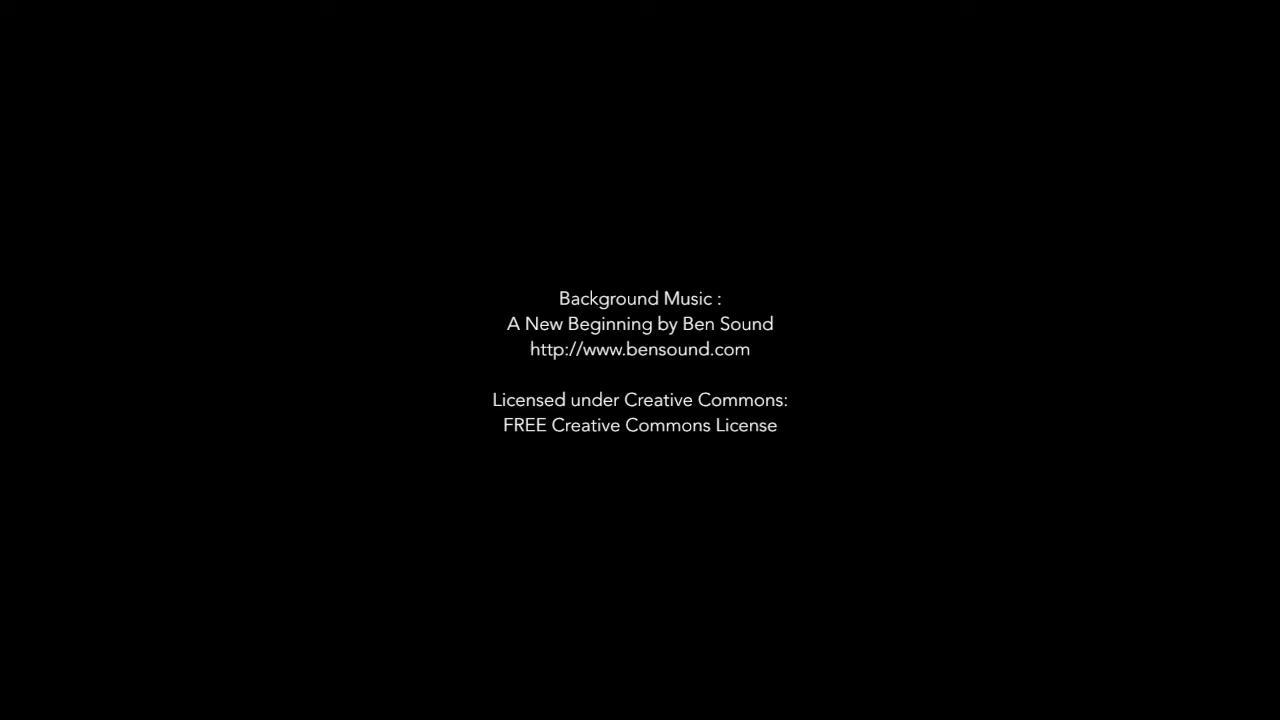 Background Music :
A New Beginning by Ben Sound
http://www.bensound.com
Licensed under Creative Commons:
FREE Creative Commons License